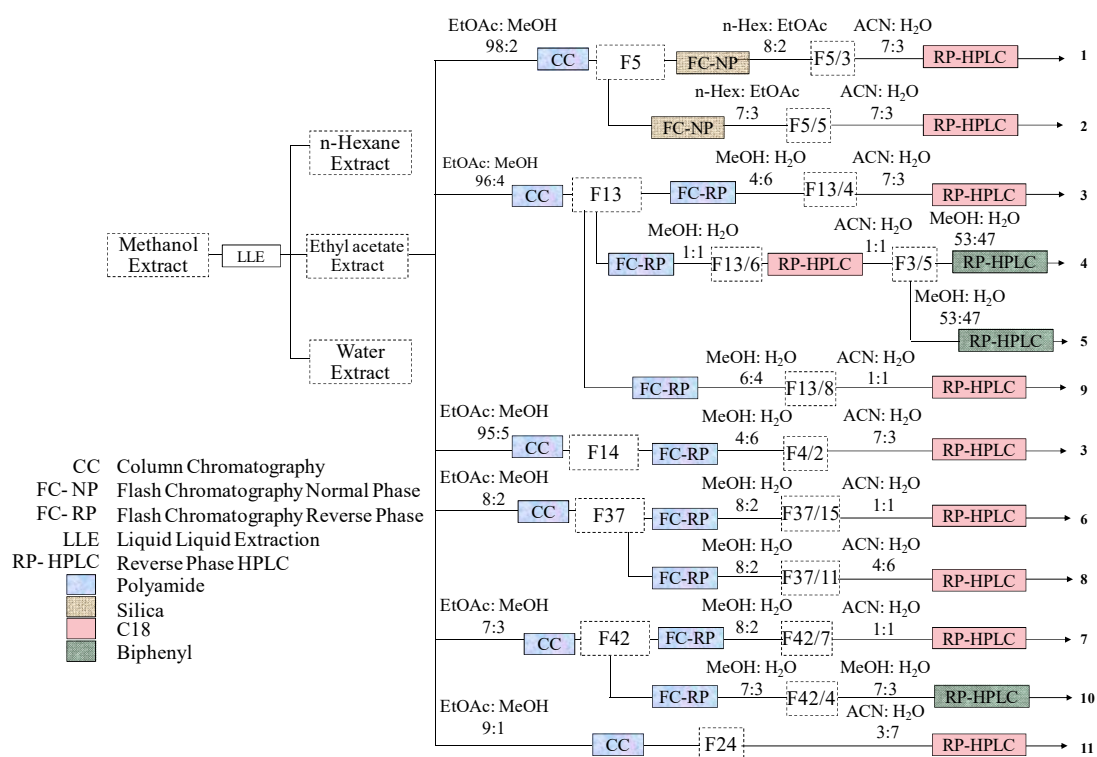 EtOAc: MeOH
98:2
CC
F5
FC-NP
n-Hex: EtOAc
8:2
F5/3
ACN: H₂O
7:3
RP-HPLC
1
FC-NP
n-Hex: EtOAc
7:3
F5/5
ACN: H₂O
7:3
RP-HPLC
2
Methanol
Extract
LLE
n-Hexane
Extract
Ethyl acetate
Extract
Water
Extract
EtOAc: MeOH
96:4
CC
F13
FC-RP
MeOH: H₂O
4:6
F13/4
ACN: H₂O
7:3
RP-HPLC
3
FC-RP
MeOH: H₂O
1:1
F13/6
RP-HPLC
ACN: H₂O
1:1
F3/5
MeOH: H₂O
53:47
RP-HPLC
4
MeOH: H₂O
53:47
RP-HPLC
5
FC-RP
MeOH: H₂O
6:4
F13/8
ACN: H₂O
1:1
RP-HPLC
9
EtOAc: MeOH
95:5
CC
F14
FC-RP
MeOH: H₂O
4:6
F4/2
ACN: H₂O
7:3
RP-HPLC
3
EtOAc: MeOH
8:2
CC
F37
FC-RP
MeOH: H₂O
8:2
F37/15
ACN: H₂O
1:1
RP-HPLC
6
FC-RP
MeOH: H₂O
8:2
F37/11
ACN: H₂O
4:6
RP-HPLC
8
EtOAc: MeOH
7:3
CC
F42
FC-RP
MeOH: H₂O
8:2
F42/7
ACN: H₂O
1:1
RP-HPLC
7
FC-RP
MeOH: H₂O
7:3
F42/4
MeOH: H₂O
7:3
RP-HPLC
10
EtOAc: MeOH
9:1
CC
F24
ACN: H₂O
3:7
RP-HPLC
11
CC Column Chromatography
FC- NP Flash Chromatography Normal Phase
FC- RP Flash Chromatography Reverse Phase
LLE Liquid Liquid Extraction
RP- HPLC Reverse Phase HPLC
Polyamide
Silica
C18
Biphenyl